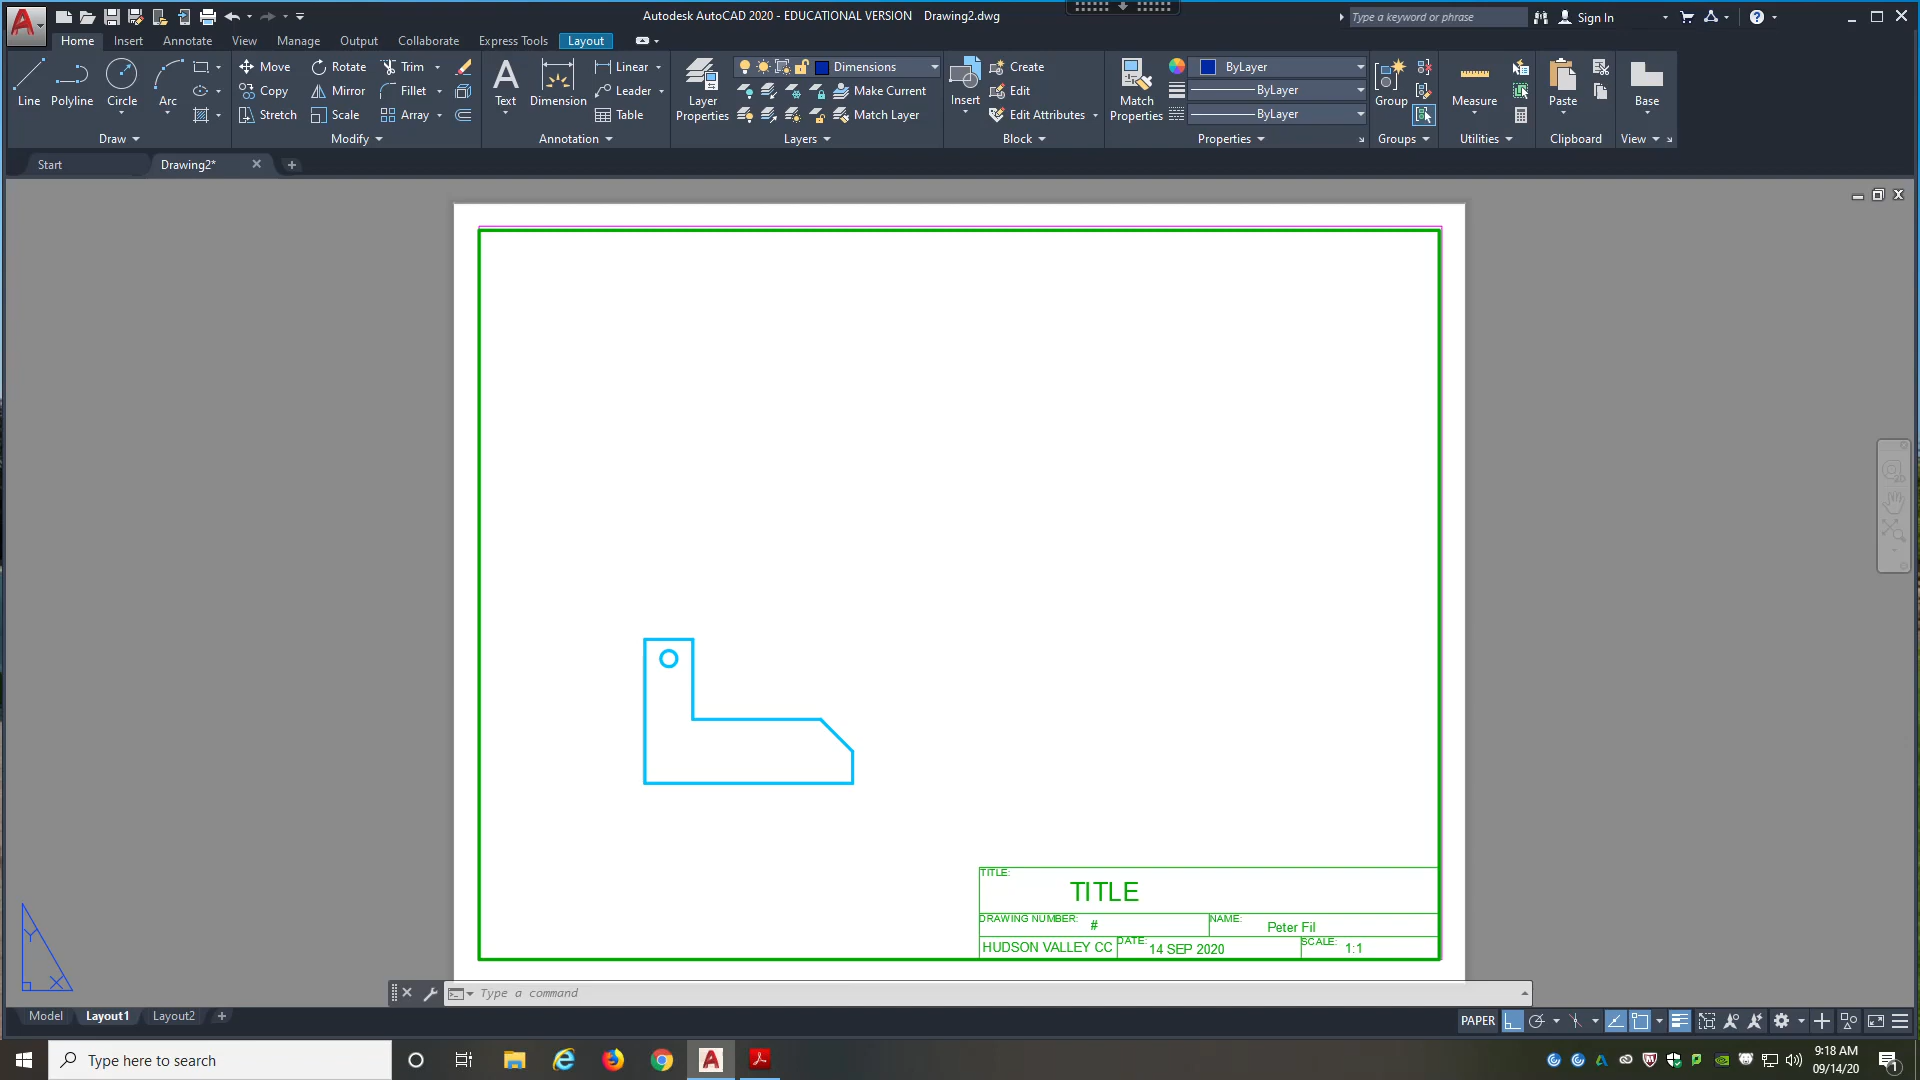 Autodesk AutoCAD 2020 - EDUCATIONAL VERSION Drawing2.dwg
Type a keyword or phrase
Sign In
Home Insert Annotate View Manage Output Collaborate Express Tools Layout
Line Polyline Circle Arc
Move Rotate Trim
Copy Mirror Fillet
Stretch Scale Array
Text Dimension
Linear
Leader
Table
Layer Properties
Dimensions
Make Current
Match Layer
Insert
Create
Edit
Edit Attributes
Match Properties
ByLayer
ByLayer
ByLayer
Group
Measure
Paste
Base
Draw Modify Annotation Layers Block Properties Groups Utilities Clipboard View
Start Drawing2*
TITLE:
TITLE
DRAWING NUMBER: #
NAME: Peter Fil
HUDSON VALLEY CC
DATE: 14 SEP 2020
SCALE: 1:1
Y
X
Type a command
Model Layout1 Layout2
PAPER
Type here to search
9:18 AM
09/14/20
1